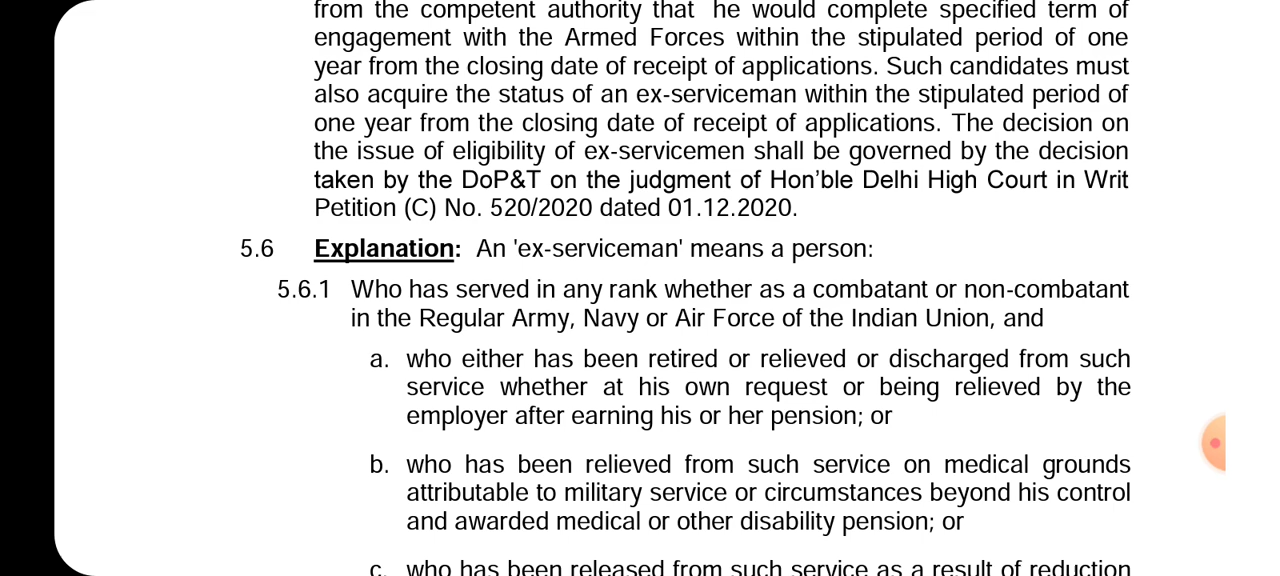 from the competent authority that he would complete specified term of
engagement with the Armed Forces within the stipulated period of one
year from the closing date of receipt of applications. Such candidates must
also acquire the status of an ex-serviceman within the stipulated period of
one year from the closing date of receipt of applications. The decision on
the issue of eligibility of ex-servicemen shall be governed by the decision
taken by the DoP&T on the judgment of Hon’ble Delhi High Court in Writ
Petition (C) No. 520/2020 dated 01.12.2020.
5.6 Explanation: An 'ex-serviceman' means a person:
5.6.1 Who has served in any rank whether as a combatant or non-combatant
in the Regular Army, Navy or Air Force of the Indian Union, and
a. who either has been retired or relieved or discharged from such
service whether at his own request or being relieved by the
employer after earning his or her pension; or
b. who has been relieved from such service on medical grounds
attributable to military service or circumstances beyond his control
and awarded medical or other disability pension; or
c. who has been released from such service as a result of reduction